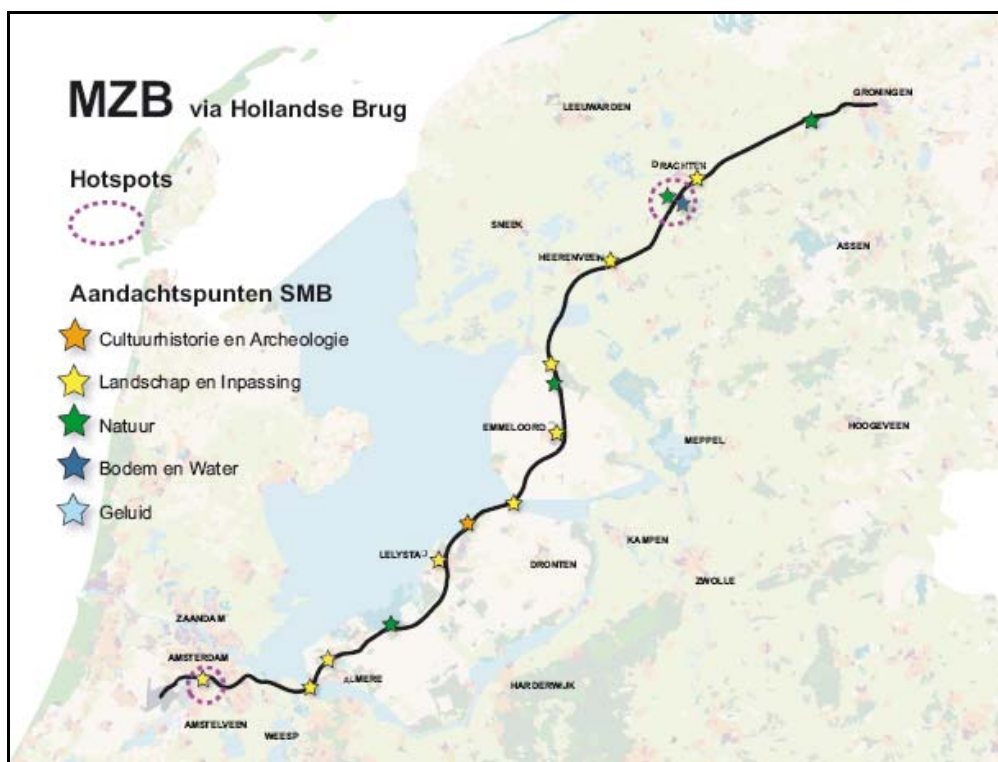 MZB via Hollandse Brug
Hotspots
Aandachtspunten SMB
Cultuurhistorie en Archeologie
Landschap en Inpassing
Natuur
Bodem en Water
Geluid
GRONINGEN
LEEUWARDEN
DRACHTEN
SNEEK
ASSEN
HEERENVEEN
EMMELOORD
MEPPEL
HOOGEVEEN
KAMPEN
LELYSTAD
DRONTEN
ZWOLLE
ZAANDAM
AMSTERDAM
ALMERE
HARDERWIJK
AMSTELVEEN
WEESP